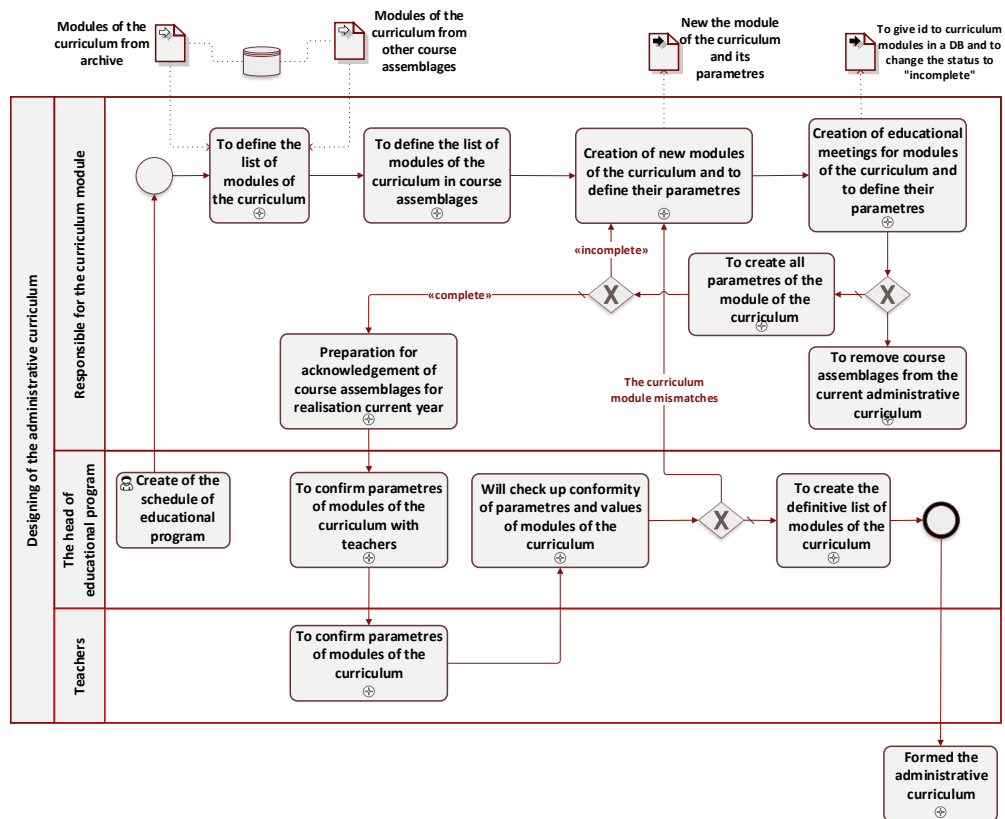 Modules of the
curriculum from
archive
Modules of the
curriculum from
other course
assemblages
New the module
of the curriculum
and its
parametres
To give id to curriculum
modules in a DB and to
change the status to
"incomplete"
Designing of the administrative curriculum
Responsible for the curriculum module
To define the
list of
modules of
the curriculum
To define the list of
modules of the
curriculum in course
assemblages
Creation of new modules
of the curriculum and to
define their parametres
Creation of educational
meetings for modules
of the curriculum and
to define their
parametres
«incomplete»
To create all
parametres of the
module of the
curriculum
X
X
«complete»
Preparation for
acknowledgement of
course assemblages for
realisation current year
The curriculum
module mismatches
To remove course
assemblages from the
current administrative
curriculum
The head of
educational program
Create of the
schedule of
educational
program
To confirm parametres
of modules of the
curriculum with
teachers
Will check up conformity
of parametres and values
of modules of the
curriculum
X
To create the
definitive list of
modules of the
curriculum
Teachers
To confirm parametres
of modules of the
curriculum
Formed the
administrative
curriculum